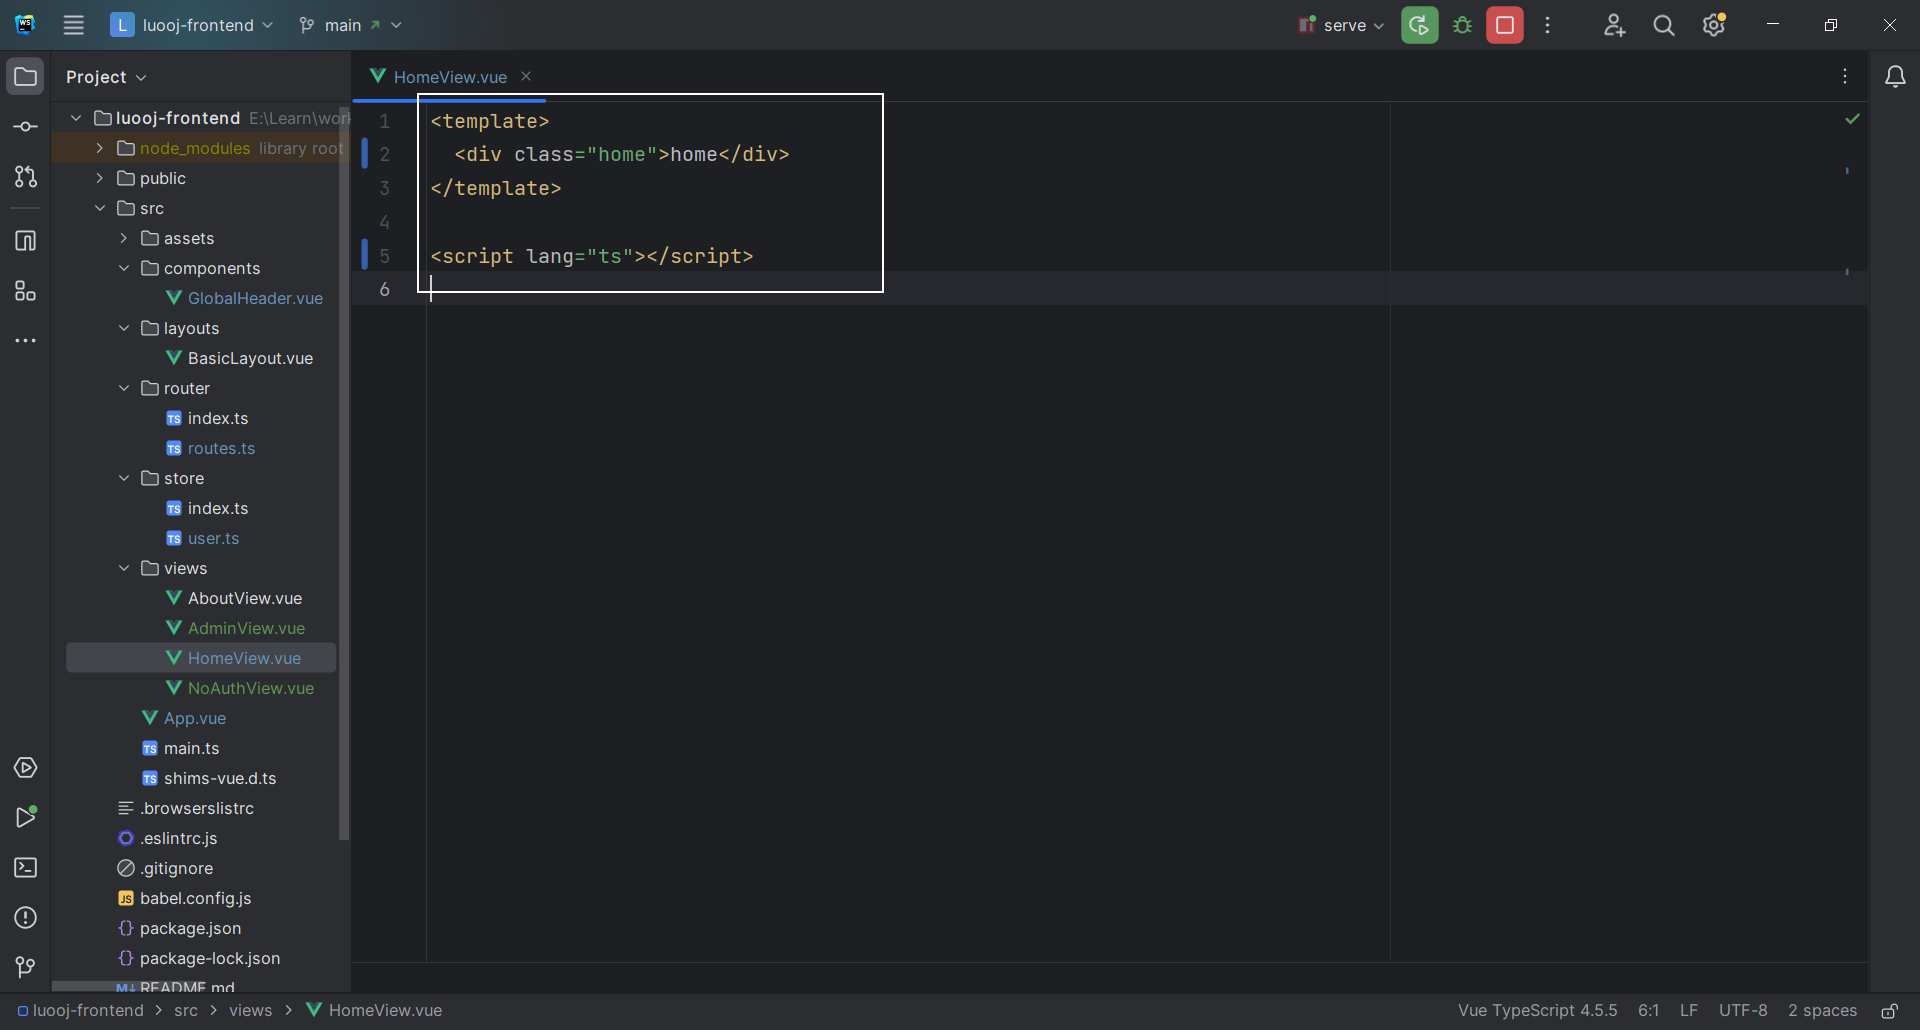 luooj-frontend
main
serve
Project
HomeView.vue
luooj-frontend E:\Learn\work
node_modules library root
public
src
assets
components
GlobalHeader.vue
layouts
BasicLayout.vue
router
index.ts
routes.ts
store
index.ts
user.ts
views
AboutView.vue
AdminView.vue
HomeView.vue
NoAuthView.vue
App.vue
main.ts
shims-vue.d.ts
.browserslistrc
.eslintrc.js
.gitignore
babel.config.js
package.json
package-lock.json
README.md
1 <template>
2 <div class="home">home</div>
3 </template>
4
5 <script lang="ts"></script>
6
luooj-frontend > src > views > HomeView.vue
Vue TypeScript 4.5.5 6:1 LF UTF-8 2 spaces